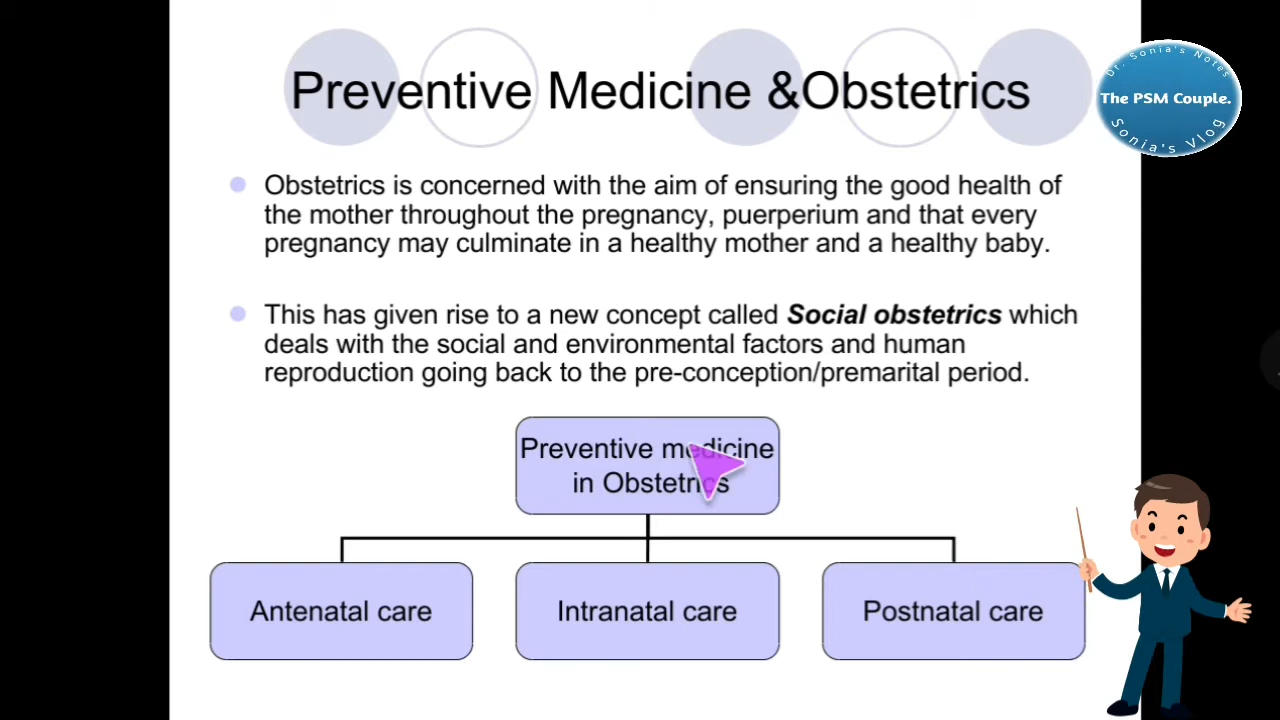 Preventive Medicine &Obstetrics
Dr. Sonia's Notes
The PSM Couple.
Sonia's Vlog
Obstetrics is concerned with the aim of ensuring the good health of
the mother throughout the pregnancy, puerperium and that every
pregnancy may culminate in a healthy mother and a healthy baby.
This has given rise to a new concept called Social obstetrics which
deals with the social and environmental factors and human
reproduction going back to the pre-conception/premarital period.
Preventive medicine
in Obstetrics
Antenatal care
Intranatal care
Postnatal care